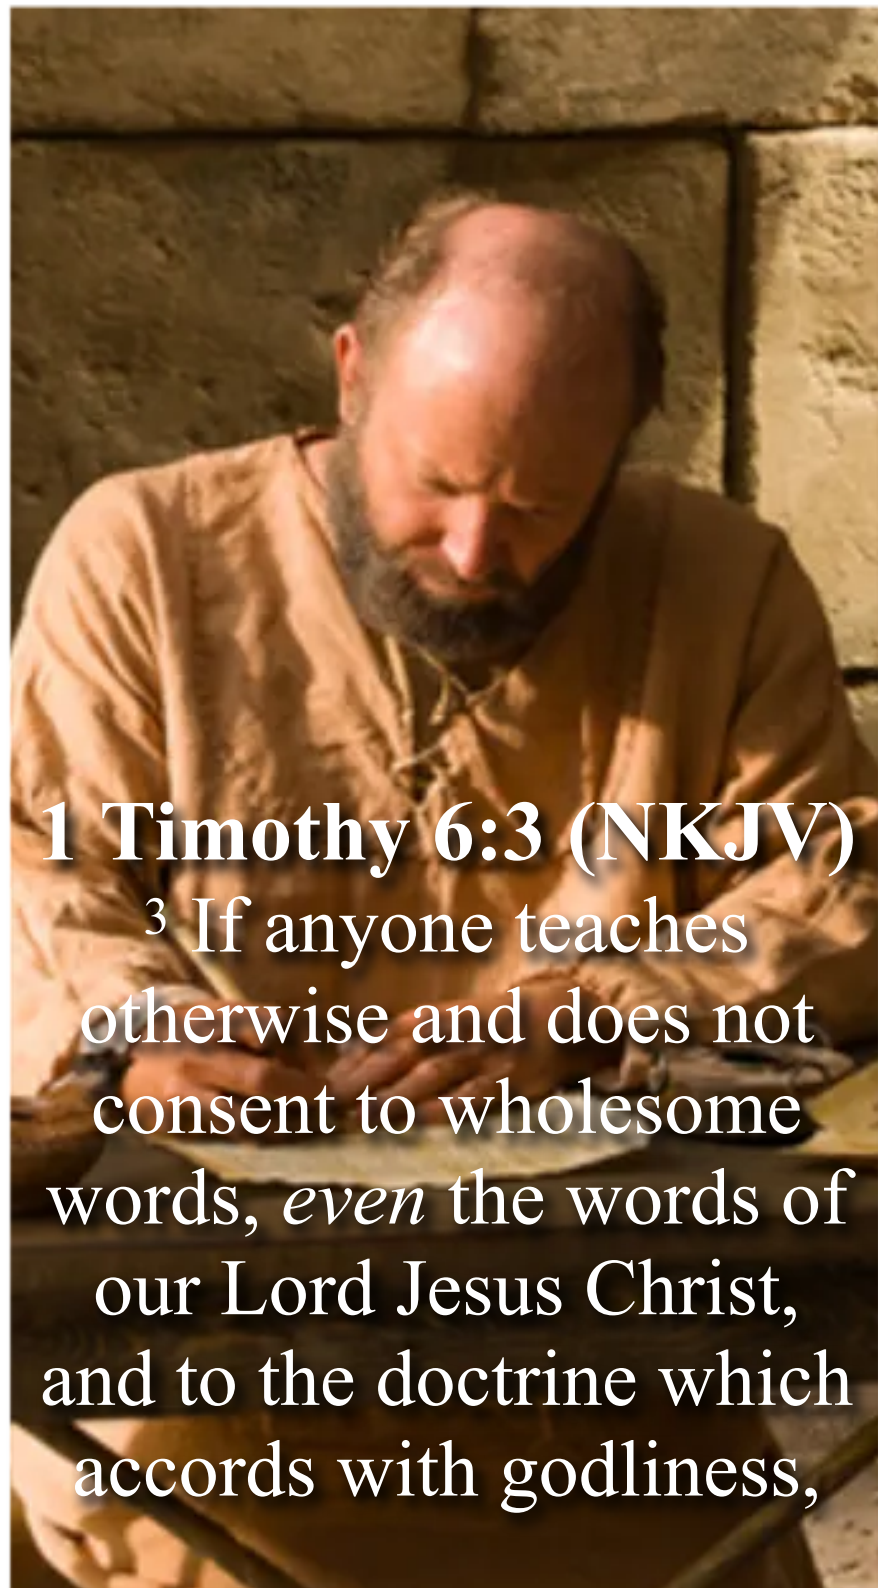 1 Timothy 6:3 (NKJV)
3 If anyone teaches
otherwise and does not
consent to wholesome
words, even the words of
our Lord Jesus Christ,
and to the doctrine which
accords with godliness,